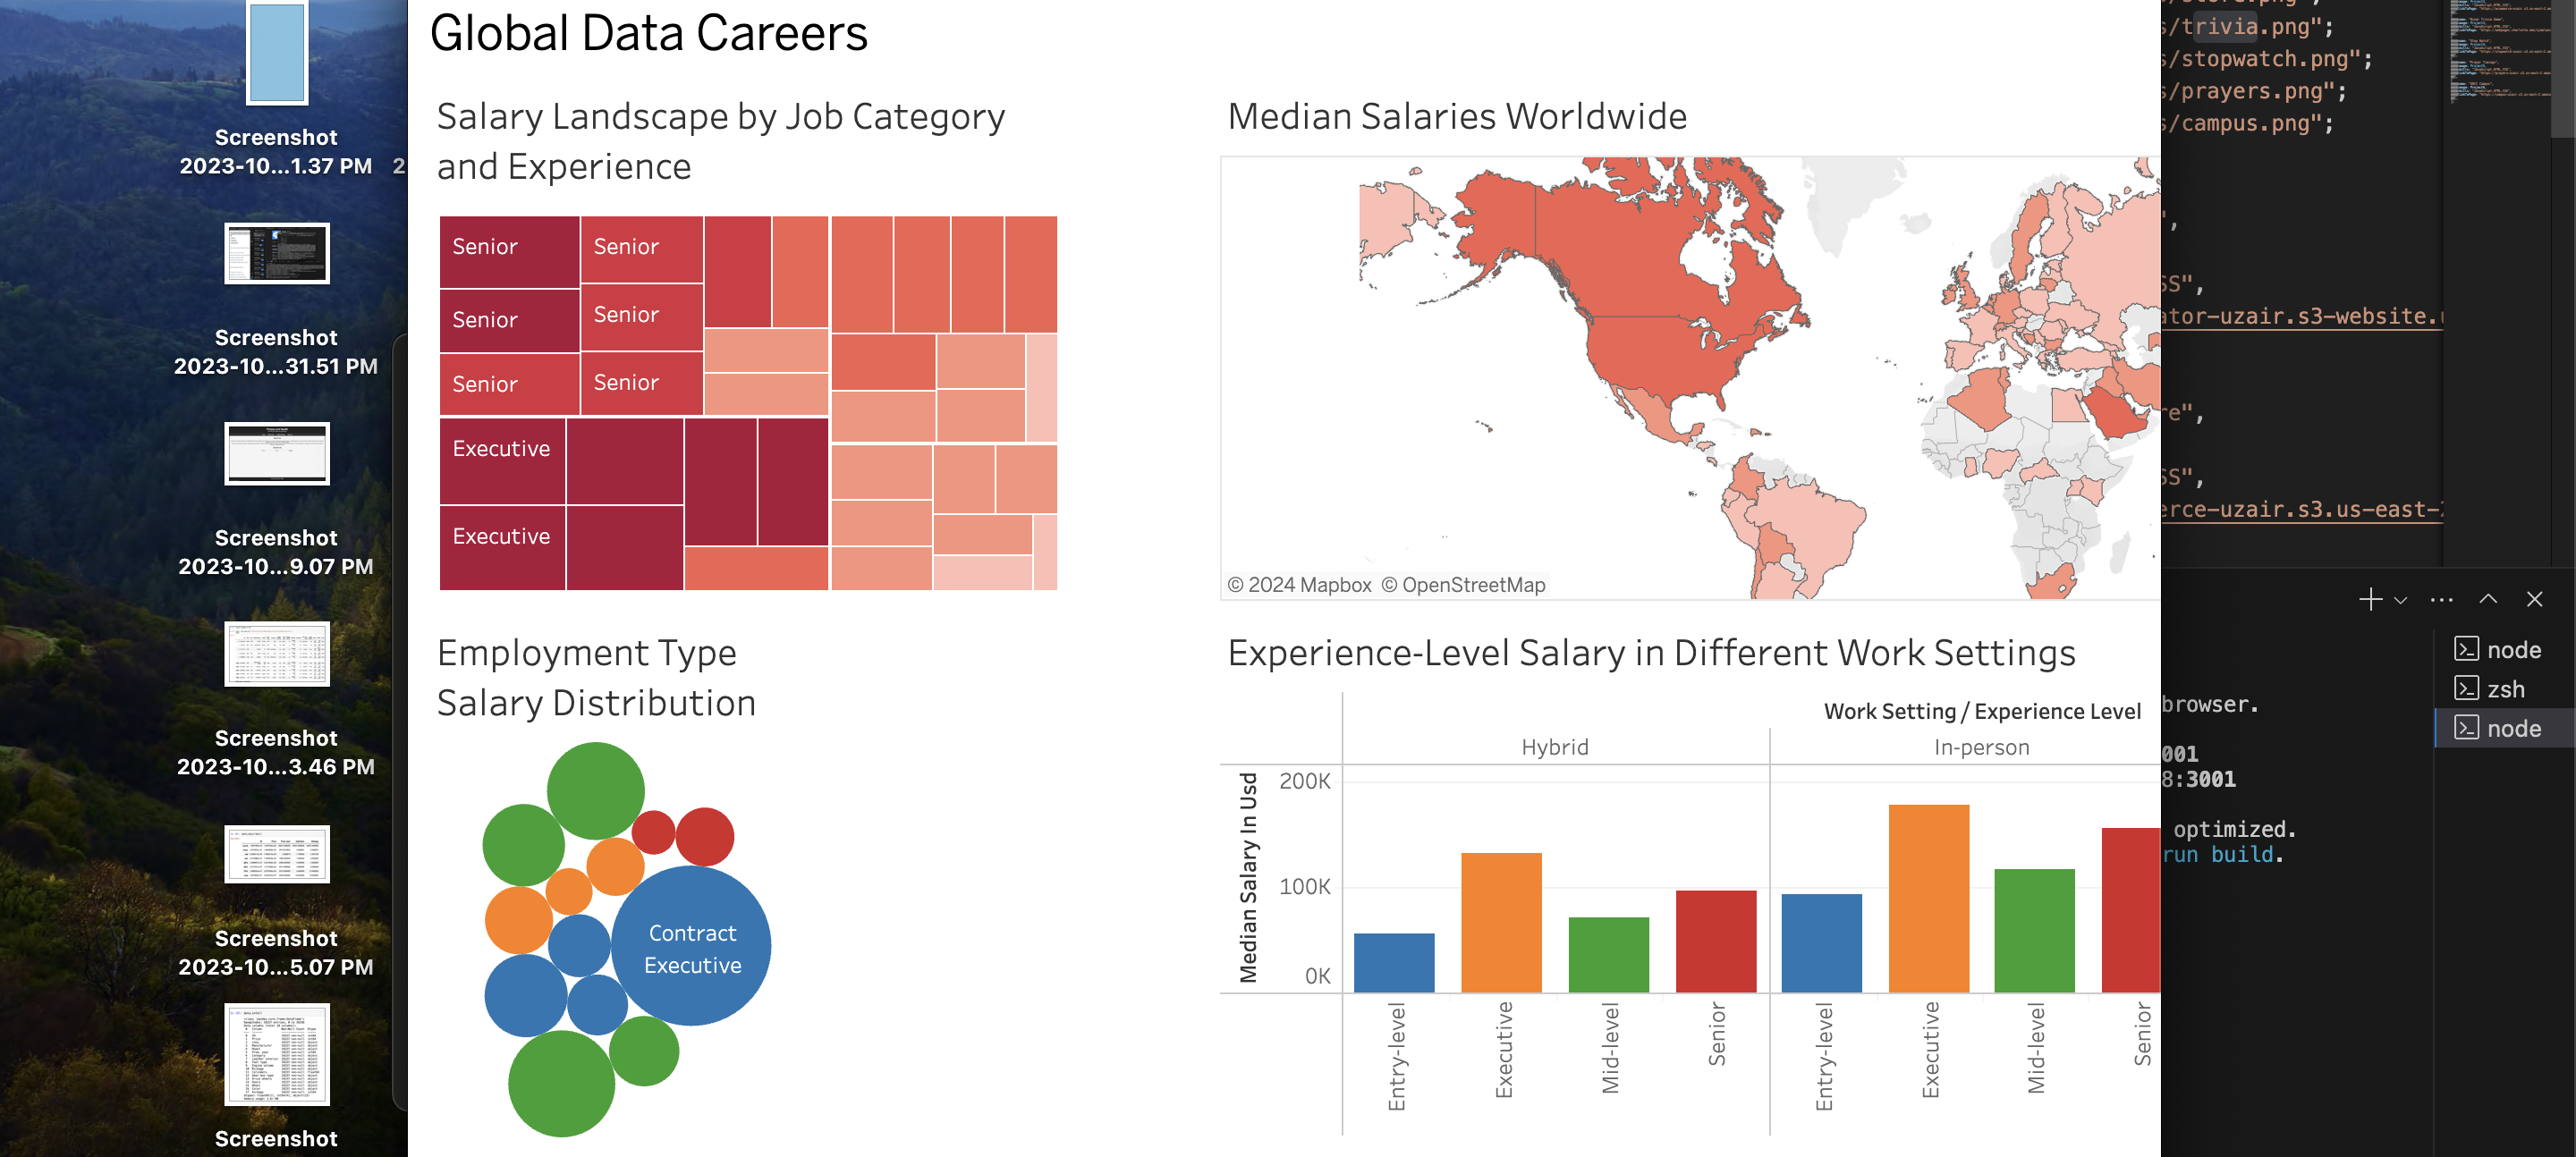 Screenshot
2023-10...1.37 PM
2
Screenshot
2023-10...31.51 PM
Screenshot
2023-10...9.07 PM
Screenshot
2023-10...3.46 PM
Screenshot
2023-10...5.07 PM
Screenshot
Global Data Careers
Salary Landscape by Job Category
and Experience
Senior
Senior
Senior
Senior
Senior
Senior
Executive
Executive
Median Salaries Worldwide
© 2024 Mapbox © OpenStreetMap
Employment Type
Salary Distribution
Contract
Executive
Experience-Level Salary in Different Work Settings
Work Setting / Experience Level
Hybrid
In-person
Median Salary In Usd
200K
100K
0K
Entry-level
Executive
Mid-level
Senior
Entry-level
Executive
Mid-level
Senior
s/trivia.png";
s/stopwatch.png";
s/prayers.png";
s/campus.png";
",
SS",
ator-uzair.s3-website.u
re",
SS",
erce-uzair.s3.us-east-2
node
zsh
node
browser.
001
8:3001
optimized.
run build.